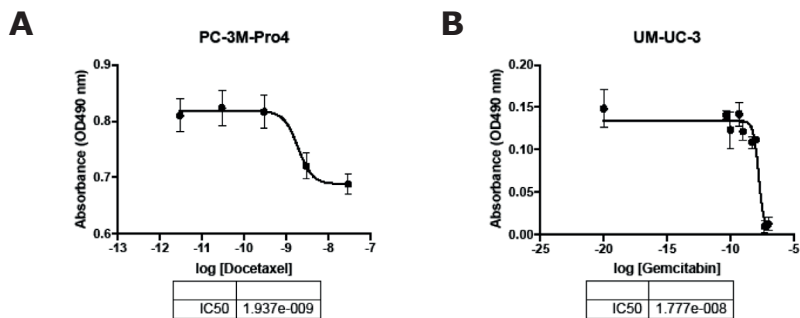 A
PC-3M-Pro4
Absorbance (OD490 nm)
0.9
0.8
0.7
0.6
-13
-12
-11
-10
-9
-8
-7
log [Docetaxel]
IC50 1.937e-009
B
UM-UC-3
Absorbance (OD490 nm)
0.20
0.15
0.10
0.05
0.00
-25
-20
-15
-10
-5
log [Gemcitabin]
IC50 1.777e-008